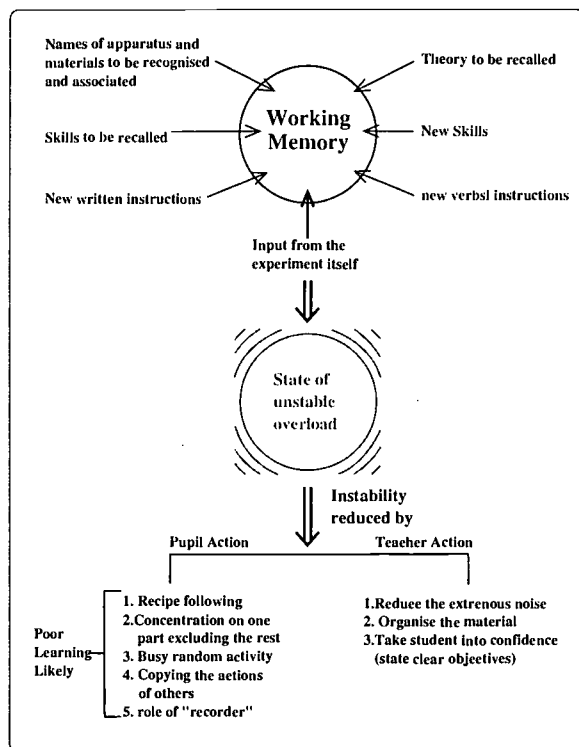 Names of apparatus and
materials to be recognised
and associated
Theory to be recalled
Working
Memory
Skills to be recalled
New Skills
New written instructions
new verbsl instructions
Input from the
experiment itself
State of
unstable
overload
Instability
reduced by
Pupil Action
Teacher Action
Poor
Learning
Likely
1. Recipe following
2.Concentration on one
part excluding the rest
3. Busy random activity
4. Copying the actions
of others
5. role of "recorder"
1.Reduce the extrenous noise
2. Organise the material
3.Take student into confidence
(state clear objectives)